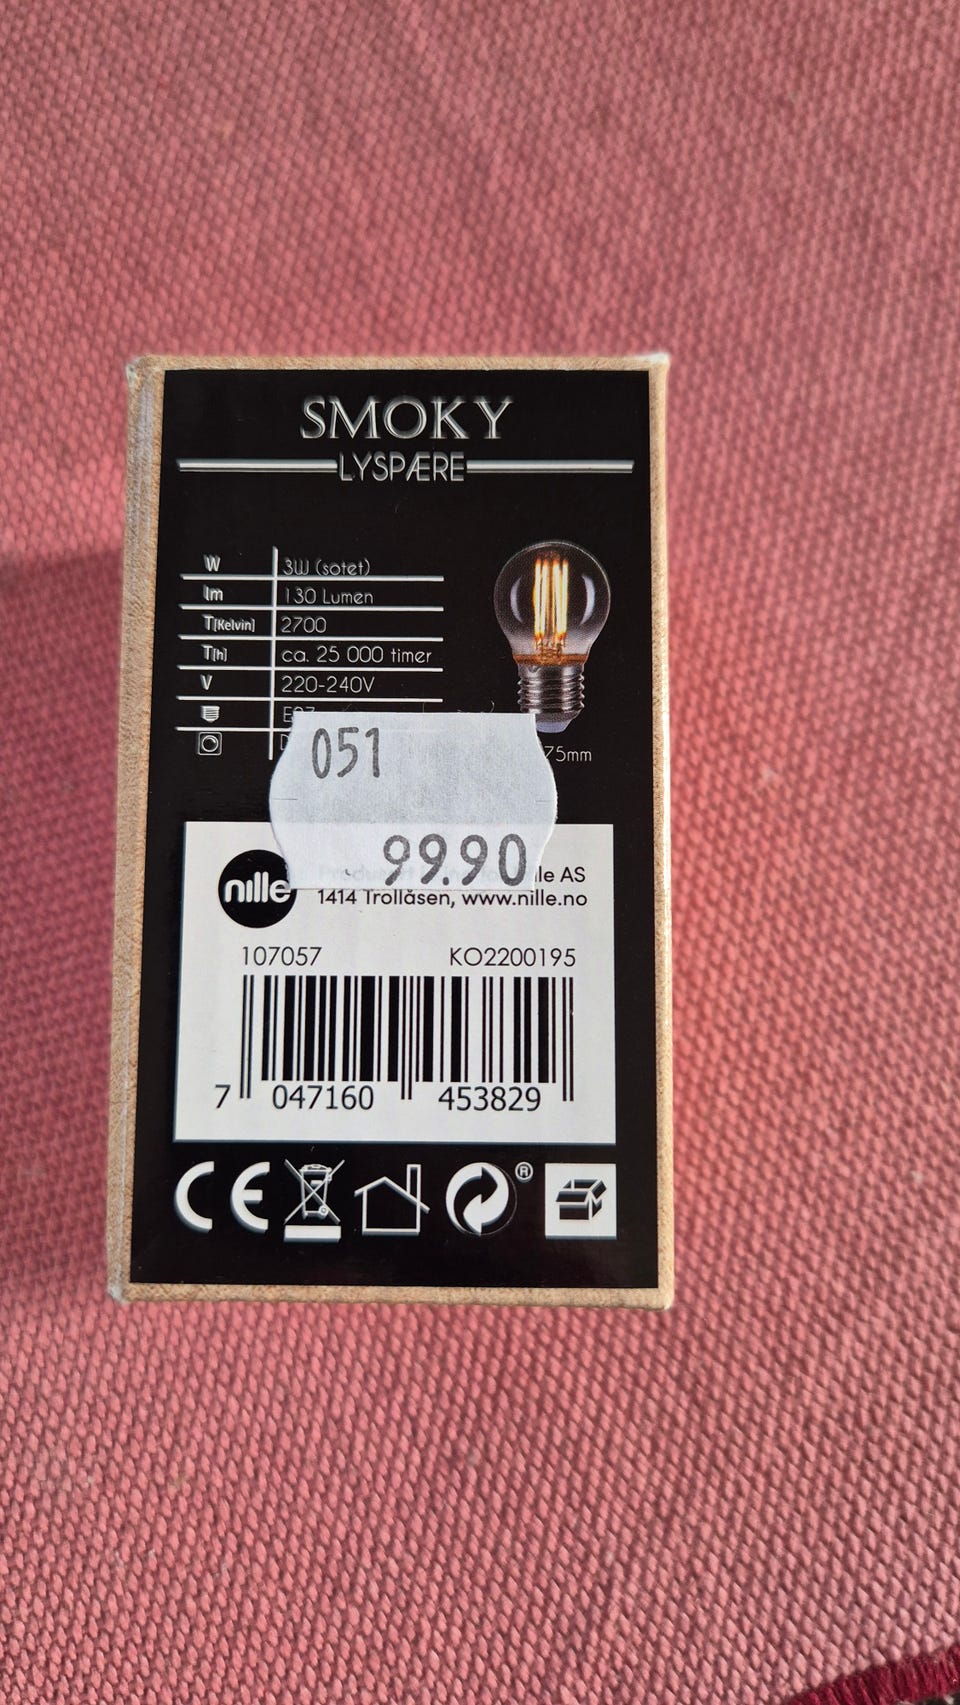 SMOKY
LYSPÆRE
W 3W (sotet)
lm 130 Lumen
T[Kelvin] 2700
T[h] ca. 25 000 timer
V 220-240V
75mm
051
99.90
nille
AS
1414 Trollåsen, www.nille.no
107057 KO2200195
7 047160 453829
CE ®